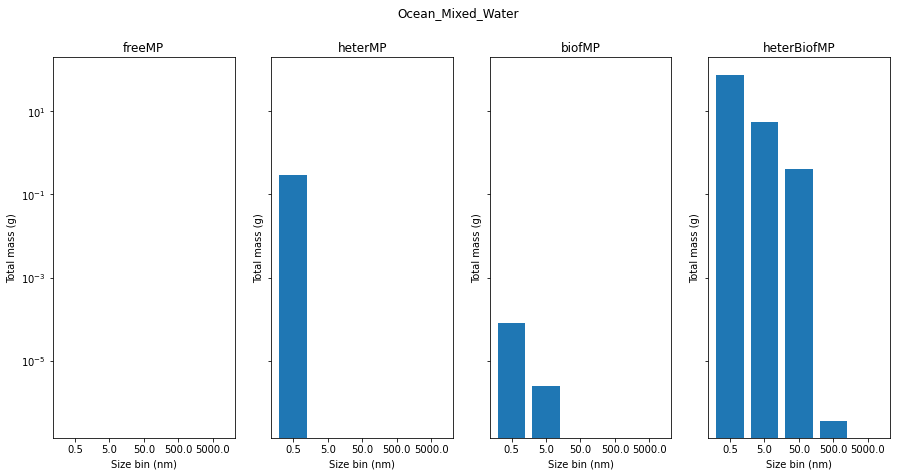 Ocean_Mixed_Water
freeMP
heterMP
biofMP
heterBiofMP
Total mass (g)
10¹
10⁻¹
10⁻³
10⁻⁵
0.5 5.0 50.0 500.0 5000.0
Size bin (nm)
Total mass (g)
0.5 5.0 50.0 500.0 5000.0
Size bin (nm)
Total mass (g)
0.5 5.0 50.0 500.0 5000.0
Size bin (nm)
Total mass (g)
0.5 5.0 50.0 500.0 5000.0
Size bin (nm)